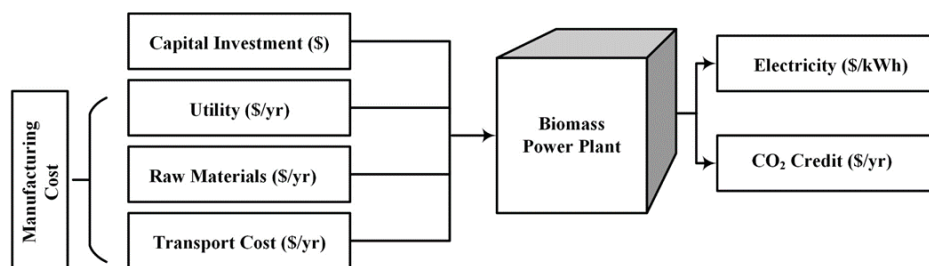 Manufacturing
Cost
Capital Investment ($)
Utility ($/yr)
Raw Materials ($/yr)
Transport Cost ($/yr)
Biomass
Power Plant
Electricity ($/kWh)
CO₂ Credit ($/yr)